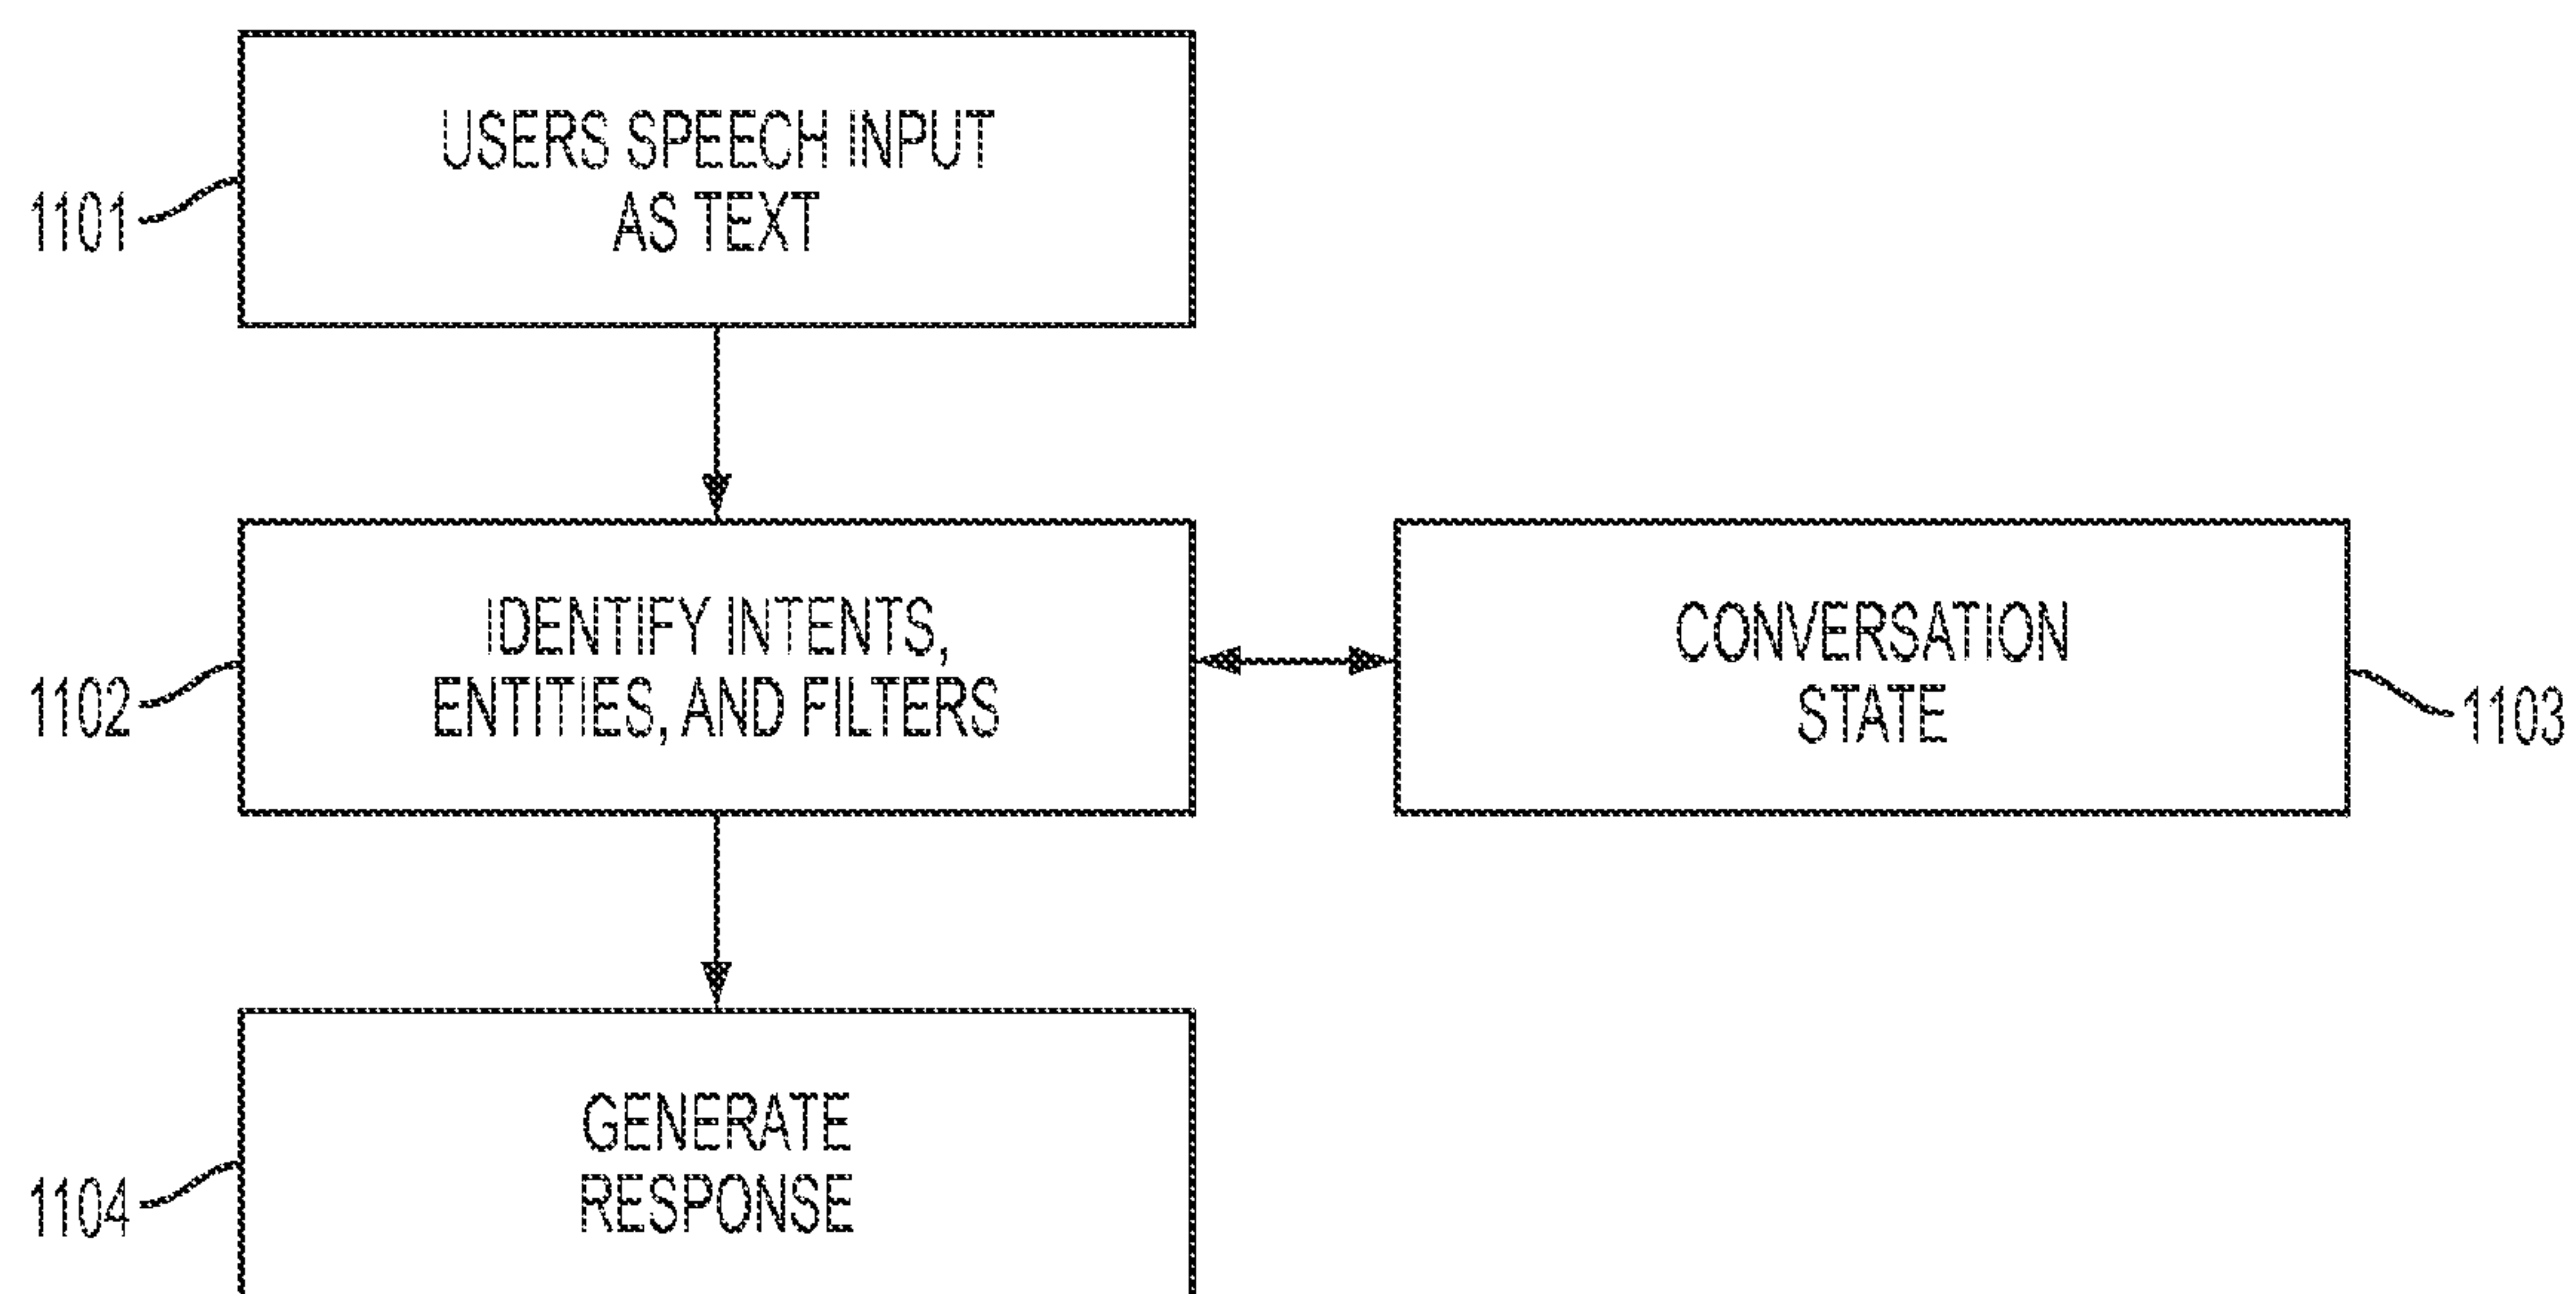 USERS SPEECH INPUT
AS TEXT
1101
IDENTIFY INTENTS,
ENTITIES, AND FILTERS
1102
CONVERSATION
STATE
1103
GENERATE
RESPONSE
1104